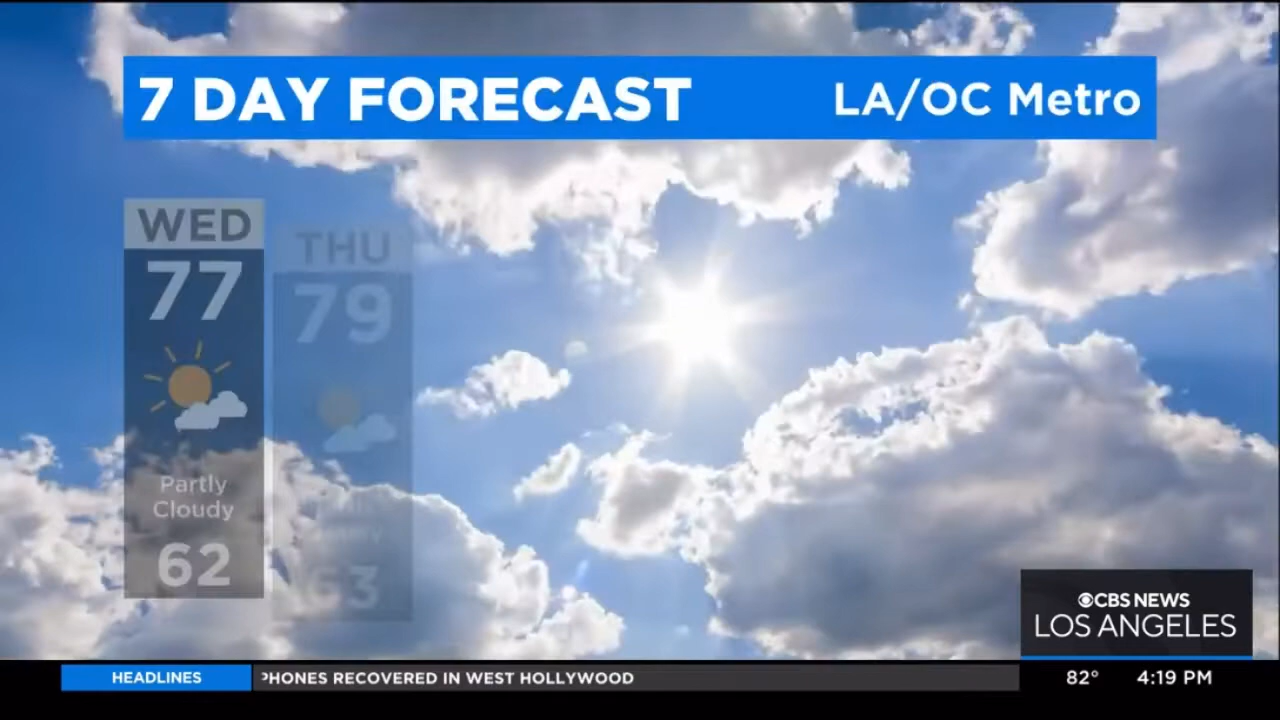 7 DAY FORECAST
LA/OC Metro
WED
77
Partly
Cloudy
62
THU
79
63
CBS NEWS
LOS ANGELES
HEADLINES
PHONES RECOVERED IN WEST HOLLYWOOD
82°
4:19 PM